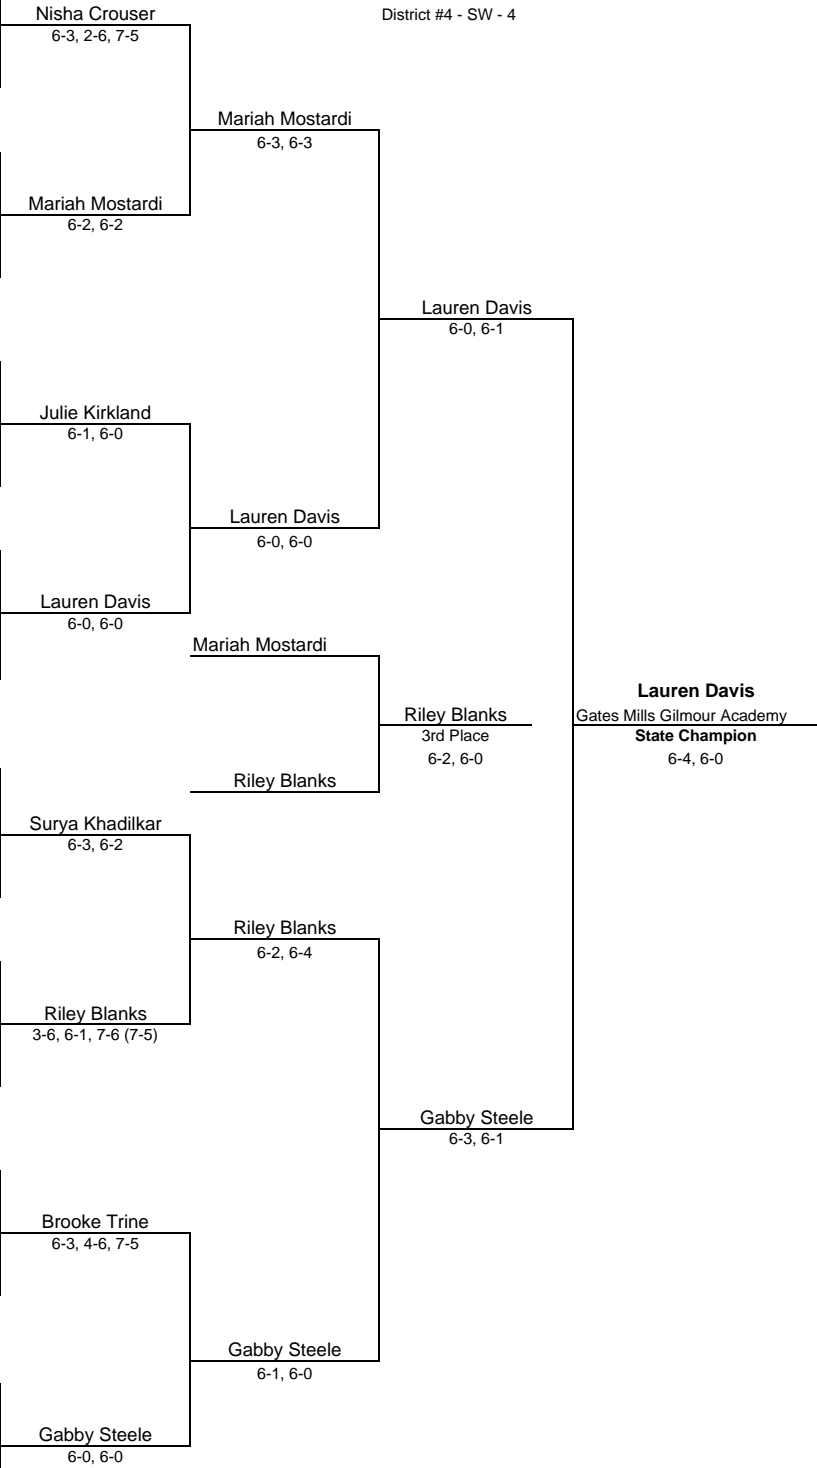 Nisha Crouser
District #4 - SW - 4
6-3, 2-6, 7-5
Mariah Mostardi
6-3, 6-3
Mariah Mostardi
6-2, 6-2
Lauren Davis
6-0, 6-1
Julie Kirkland
6-1, 6-0
Lauren Davis
6-0, 6-0
Lauren Davis
6-0, 6-0
Mariah Mostardi
Lauren Davis
Riley Blanks
Gates Mills Gilmour Academy
3rd Place
State Champion
6-2, 6-0
6-4, 6-0
Riley Blanks
Surya Khadilkar
6-3, 6-2
Riley Blanks
6-2, 6-4
Riley Blanks
3-6, 6-1, 7-6 (7-5)
Gabby Steele
6-3, 6-1
Brooke Trine
6-3, 4-6, 7-5
Gabby Steele
6-1, 6-0
Gabby Steele
6-0, 6-0